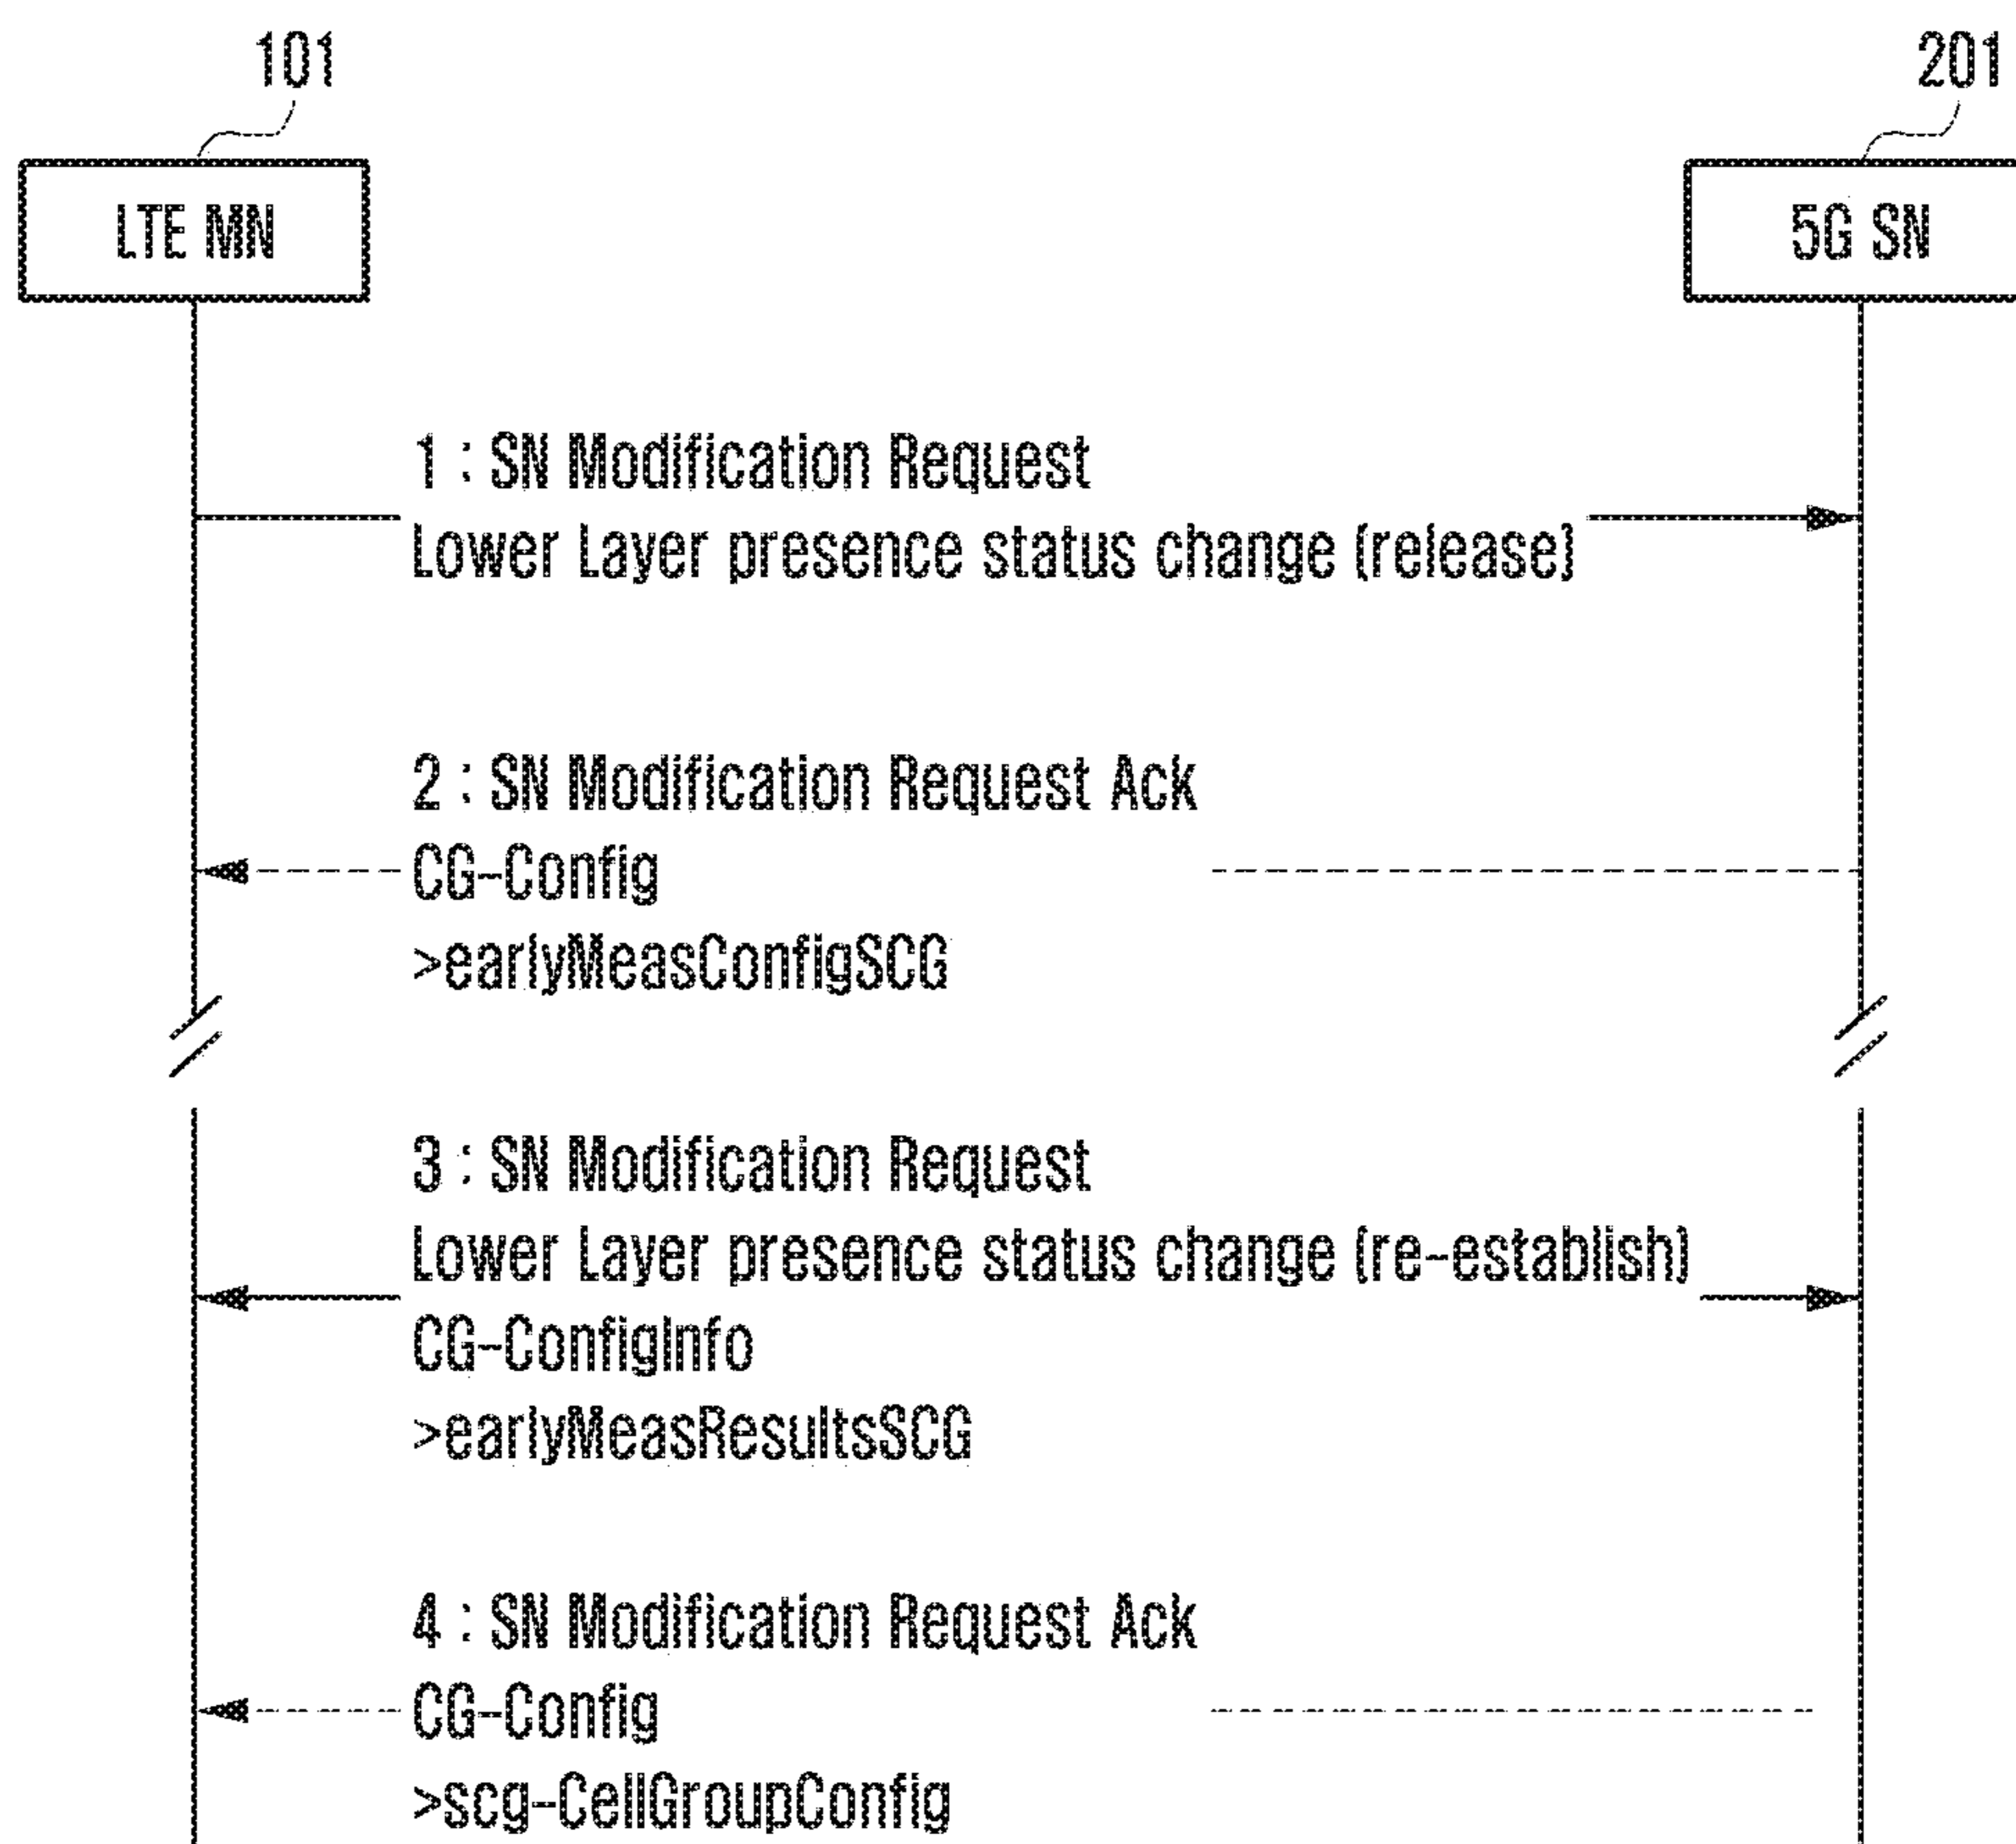 101
201
LTE MN
5G SN
1 : SN Modification Request
Lower Layer presence status change (release)
2 : SN Modification Request Ack
CG-Config
>earlyMeasConfigSCG
3 : SN Modification Request
Lower Layer presence status change (re-establish)
CG-ConfigInfo
>earlyMeasResultsSCG
4 : SN Modification Request Ack
CG-Config
>scg-CellGroupConfig